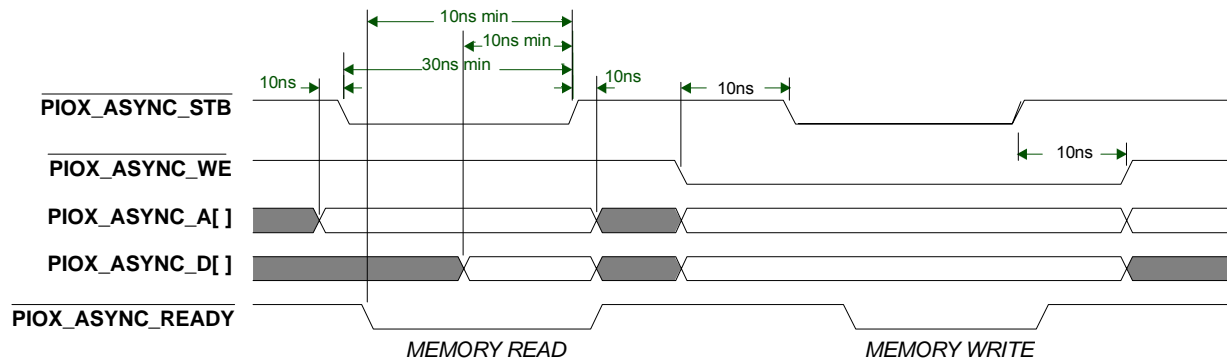 10ns min
10ns min
30ns min
10ns
10ns
10ns
PIOX_ASYNC_STB
10ns
PIOX_ASYNC_WE
PIOX_ASYNC_A[ ]
PIOX_ASYNC_D[ ]
PIOX_ASYNC_READY
MEMORY READ
MEMORY WRITE